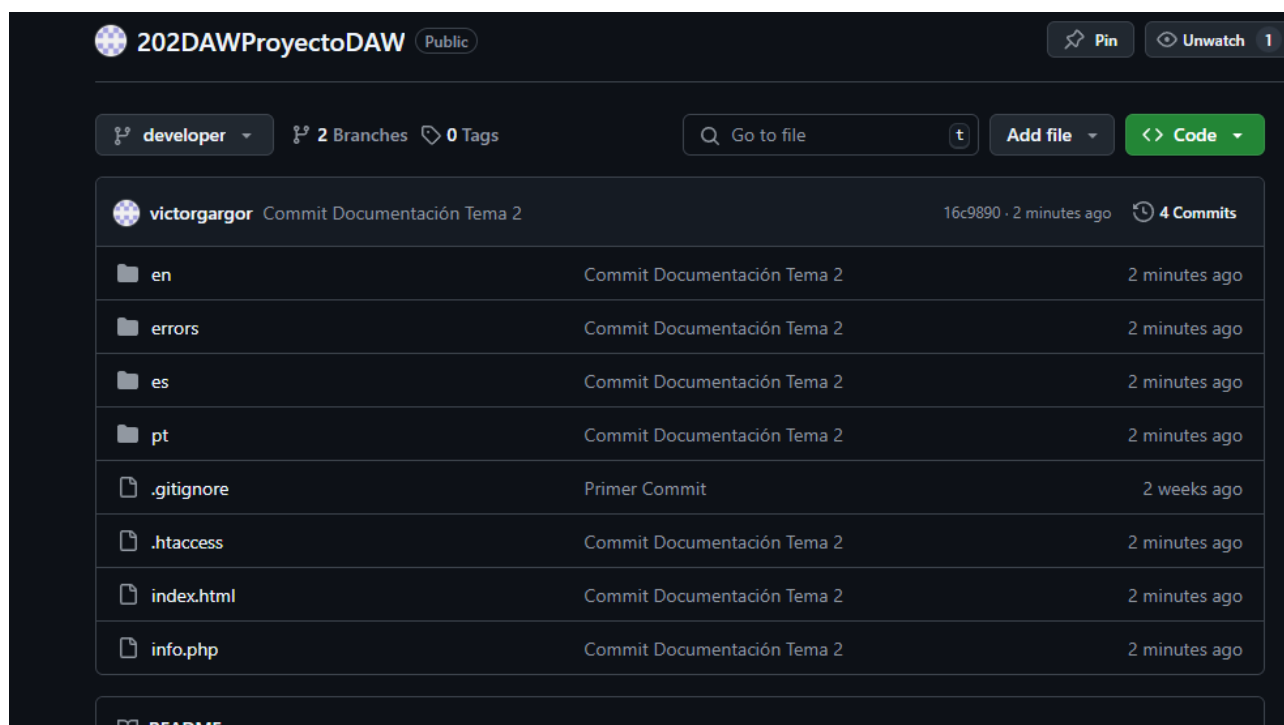 202DAWProyectoDAW Public Pin Unwatch 1
developer 2 Branches 0 Tags Go to file t Add file Code
victorgargor Commit Documentación Tema 2 16c9890 · 2 minutes ago 4 Commits
en Commit Documentación Tema 2 2 minutes ago
errors Commit Documentación Tema 2 2 minutes ago
es Commit Documentación Tema 2 2 minutes ago
pt Commit Documentación Tema 2 2 minutes ago
.gitignore Primer Commit 2 weeks ago
.htaccess Commit Documentación Tema 2 2 minutes ago
index.html Commit Documentación Tema 2 2 minutes ago
info.php Commit Documentación Tema 2 2 minutes ago
README